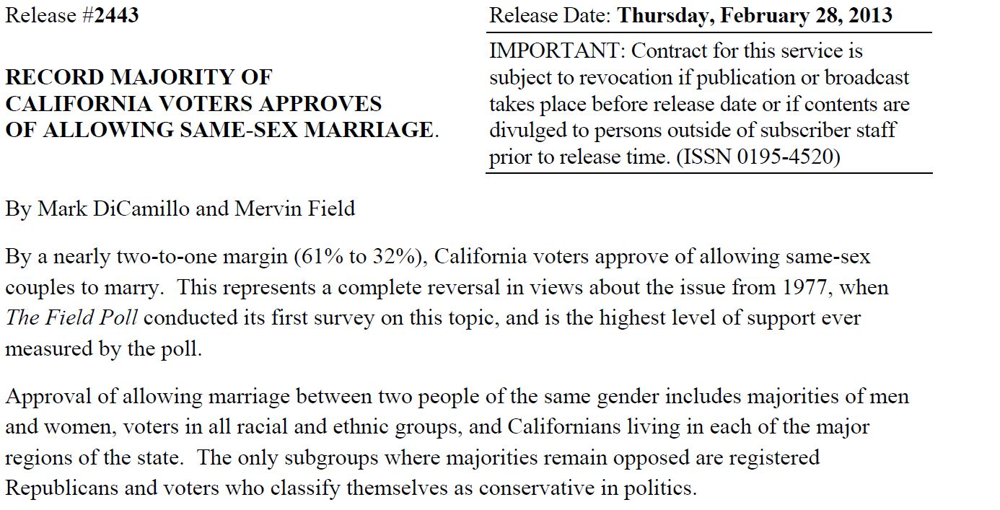 Release #2443
Release Date: Thursday, February 28, 2013
RECORD MAJORITY OF
CALIFORNIA VOTERS APPROVES
OF ALLOWING SAME-SEX MARRIAGE.
IMPORTANT: Contract for this service is
subject to revocation if publication or broadcast
takes place before release date or if contents are
divulged to persons outside of subscriber staff
prior to release time. (ISSN 0195-4520)
By Mark DiCamillo and Mervin Field
By a nearly two-to-one margin (61% to 32%), California voters approve of allowing same-sex
couples to marry.  This represents a complete reversal in views about the issue from 1977, when
The Field Poll conducted its first survey on this topic, and is the highest level of support ever
measured by the poll.
Approval of allowing marriage between two people of the same gender includes majorities of men
and women, voters in all racial and ethnic groups, and Californians living in each of the major
regions of the state.  The only subgroups where majorities remain opposed are registered
Republicans and voters who classify themselves as conservative in politics.